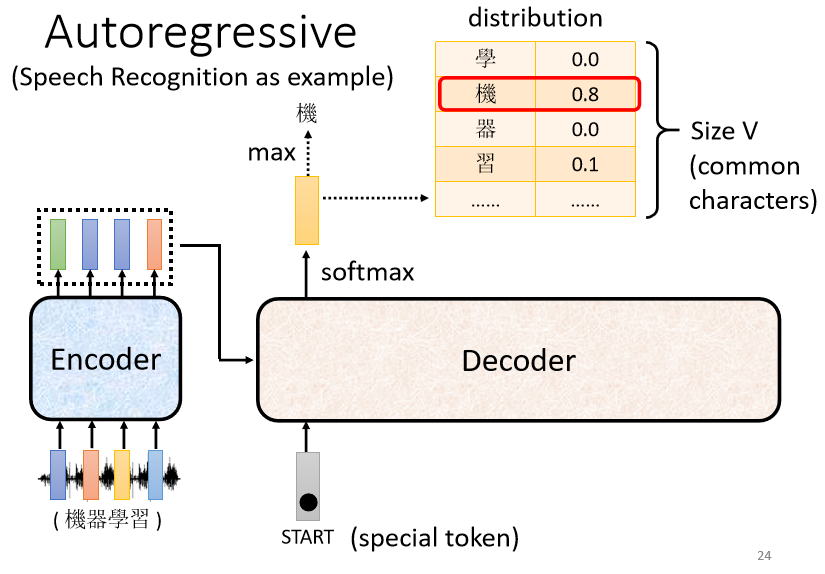 Autoregressive
(Speech Recognition as example)
distribution
學 0.0
機 0.8
器 0.0
習 0.1
…… ……
Size V
(common
characters)
機
max
softmax
Encoder
Decoder
( 機器學習 )
START
(special token)
24